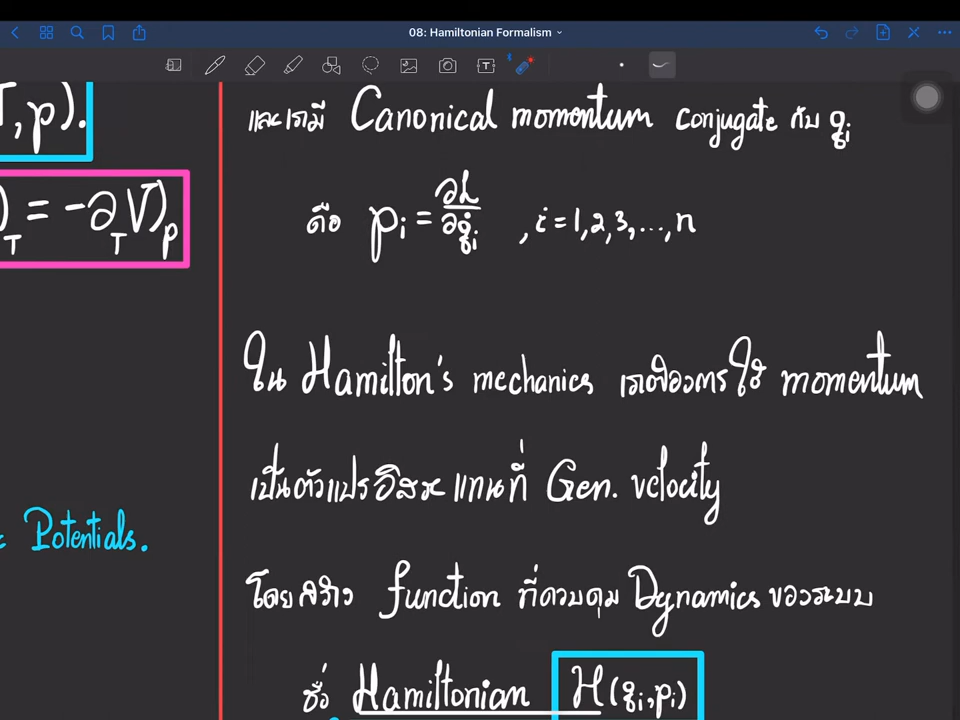 08: Hamiltonian Formalism
T, p).
) = -∂V)
T T p
Potentials.
และเรามี Canonical momentum conjugate กับ qᵢ
คือ pᵢ = ∂L/∂q̇ᵢ , i = 1,2,3,...,n
ใน Hamilton's mechanics เราต้องการใช้ momentum
เป็นตัวแปรอิสระ แทนที่ Gen. velocity
โดยสร้าง function ที่ควบคุม Dynamics ของระบบ
ชื่อ Hamiltonian H(qᵢ,pᵢ)